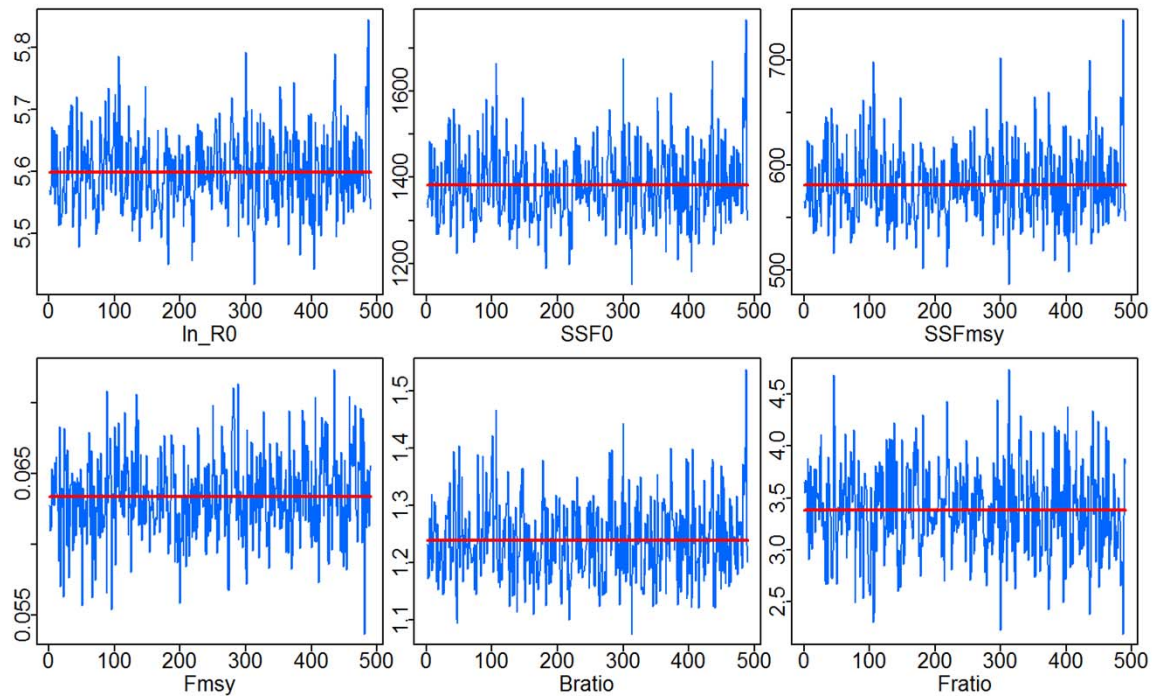 5.5 5.6 5.7 5.8
0 100 200 300 400 500
ln_R0
1200 1400 1600
0 100 200 300 400 500
SSF0
500 600 700
0 100 200 300 400 500
SSFmsy
0.055 0.065
0 100 200 300 400 500
Fmsy
1.1 1.2 1.3 1.4 1.5
0 100 200 300 400 500
Bratio
2.5 3.0 3.5 4.0 4.5
0 100 200 300 400 500
Fratio